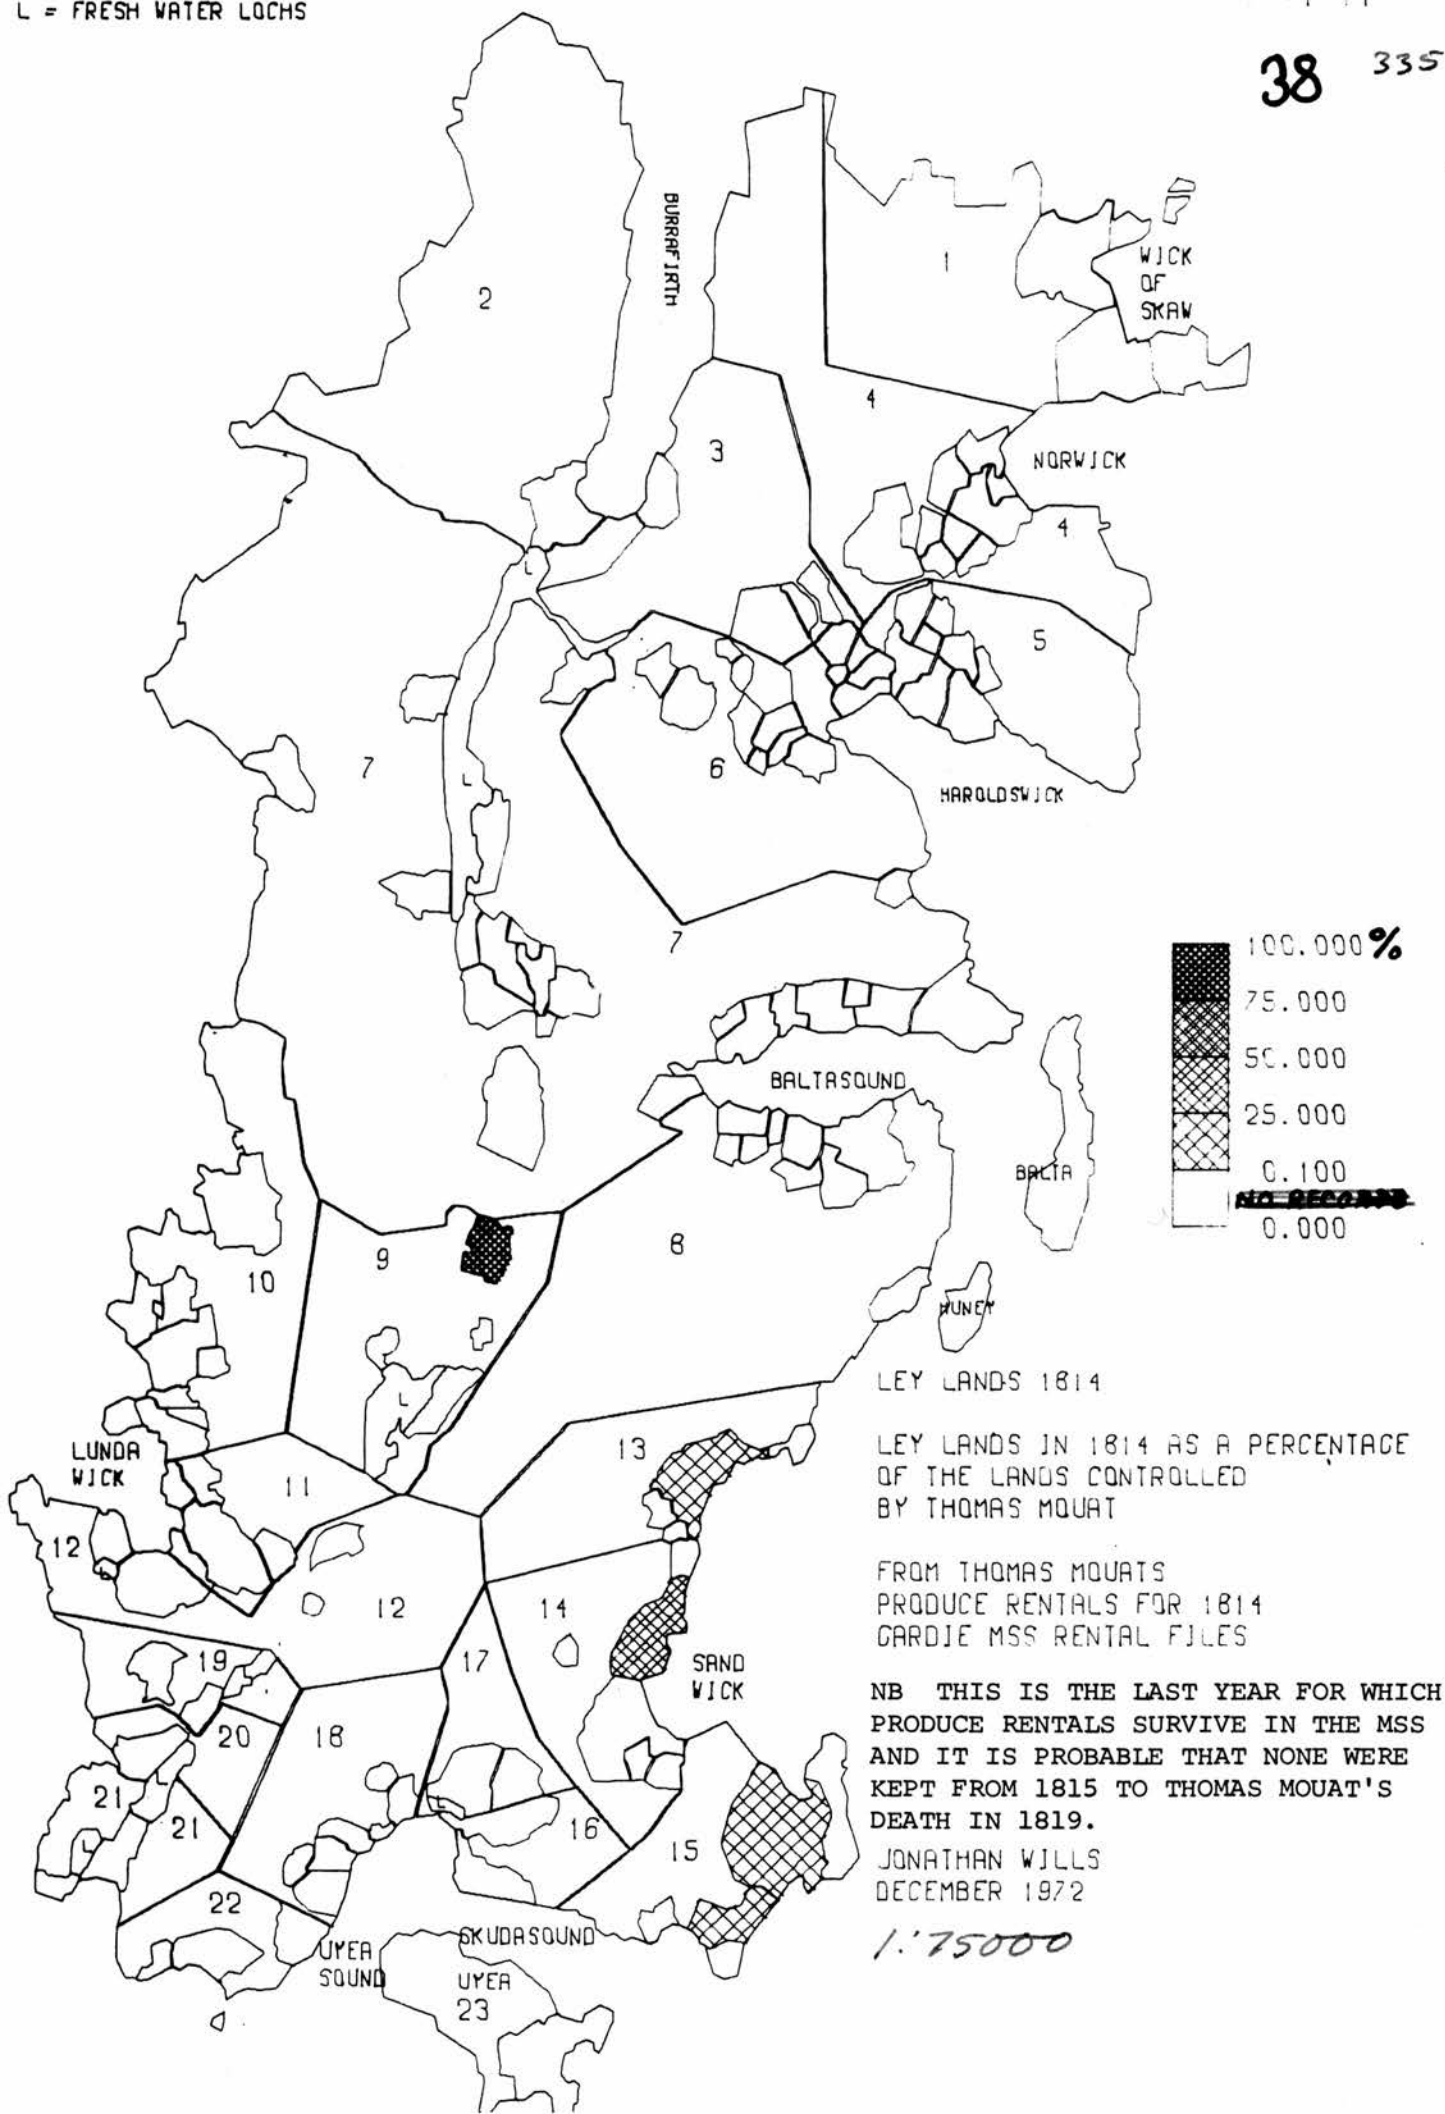 L = FRESH WATER LOCHS
38 335
BURRAFIRTH
1
WICK
OF
SKAW
2
4
3
NORWICK
4
L
5
7
L
6
HAROLDSWICK
7
100.000%
75.000
50.000
25.000
0.100
NO RECORDS
0.000
BALTASOUND
BALTA
8
9
10
HUNEY
L
LEY LANDS 1814
13
LEY LANDS IN 1814 AS A PERCENTAGE
OF THE LANDS CONTROLLED
BY THOMAS MOUAT
LUNDA
WICK
11
12
L
12
14
FROM THOMAS MOUATS
PRODUCE RENTALS FOR 1814
GARDIE MSS RENTAL FILES
19
17
SAND
WICK
NB THIS IS THE LAST YEAR FOR WHICH
PRODUCE RENTALS SURVIVE IN THE MSS
AND IT IS PROBABLE THAT NONE WERE
KEPT FROM 1815 TO THOMAS MOUAT'S
DEATH IN 1819.
20
18
L
21
L
21
16
15
L
JONATHAN WILLS
DECEMBER 1972
22
1:75000
SKUDASOUND
UYEA
SOUND
UYEA
23